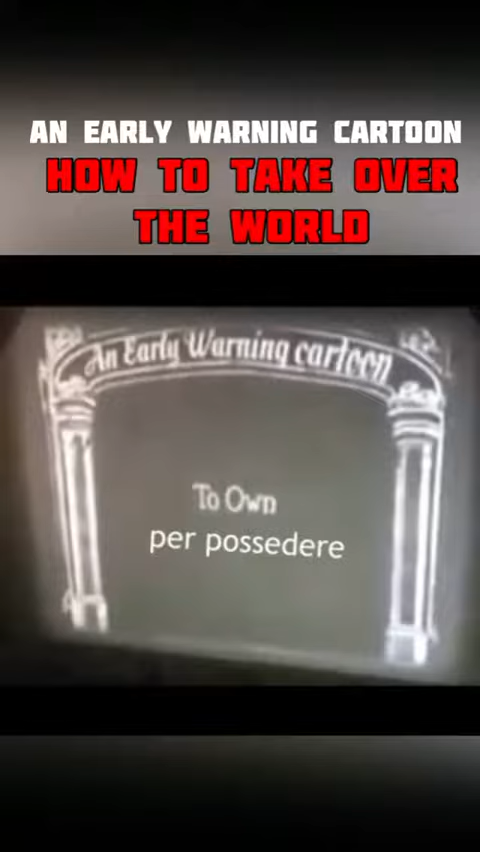 AN EARLY WARNING CARTOON
HOW TO TAKE OVER
THE WORLD
An Early Warning cartoon
To Own
per possedere